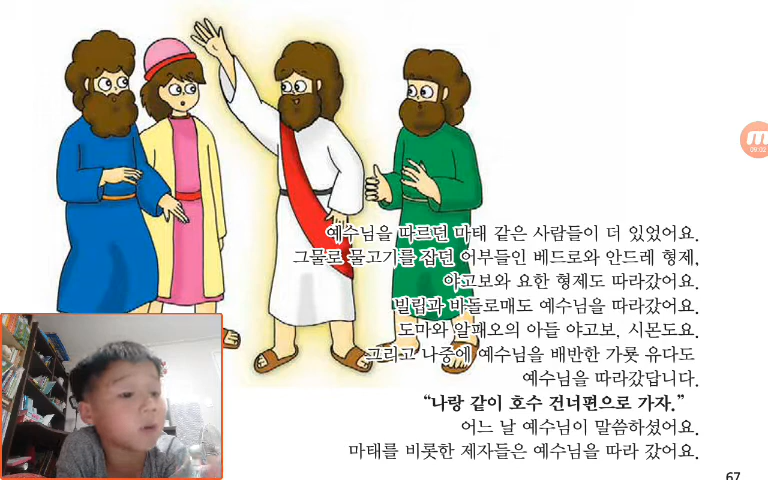 예수님을 따르던 마태 같은 사람들이 더 있었어요.
그물로 물고기를 잡던 어부들인 베드로와 안드레 형제,
야고보와 요한 형제도 따라갔어요.
빌립과 바돌로매도 예수님을 따라갔어요.
도마와 알패오의 아들 야고보, 시몬도요.
그리고 나중에 예수님을 배반한 가룟 유다도
예수님을 따라갔답니다.
“나랑 같이 호수 건너편으로 가자.”
어느 날 예수님이 말씀하셨어요.
마태를 비롯한 제자들은 예수님을 따라 갔어요.
67